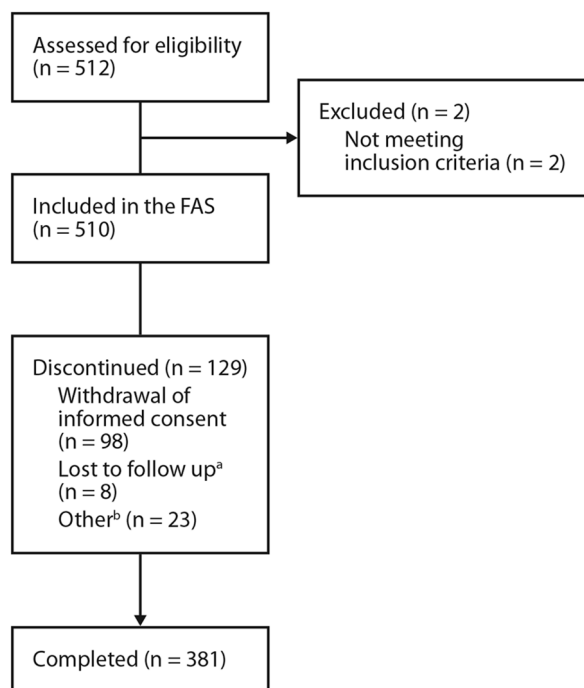 Assessed for eligibility
(n = 512)
Excluded (n = 2)
Not meeting
inclusion criteria (n = 2)
Included in the FAS
(n = 510)
Discontinued (n = 129)
Withdrawal of
informed consent
(n = 98)
Lost to follow upᵃ
(n = 8)
Otherᵇ (n = 23)
Completed (n = 381)